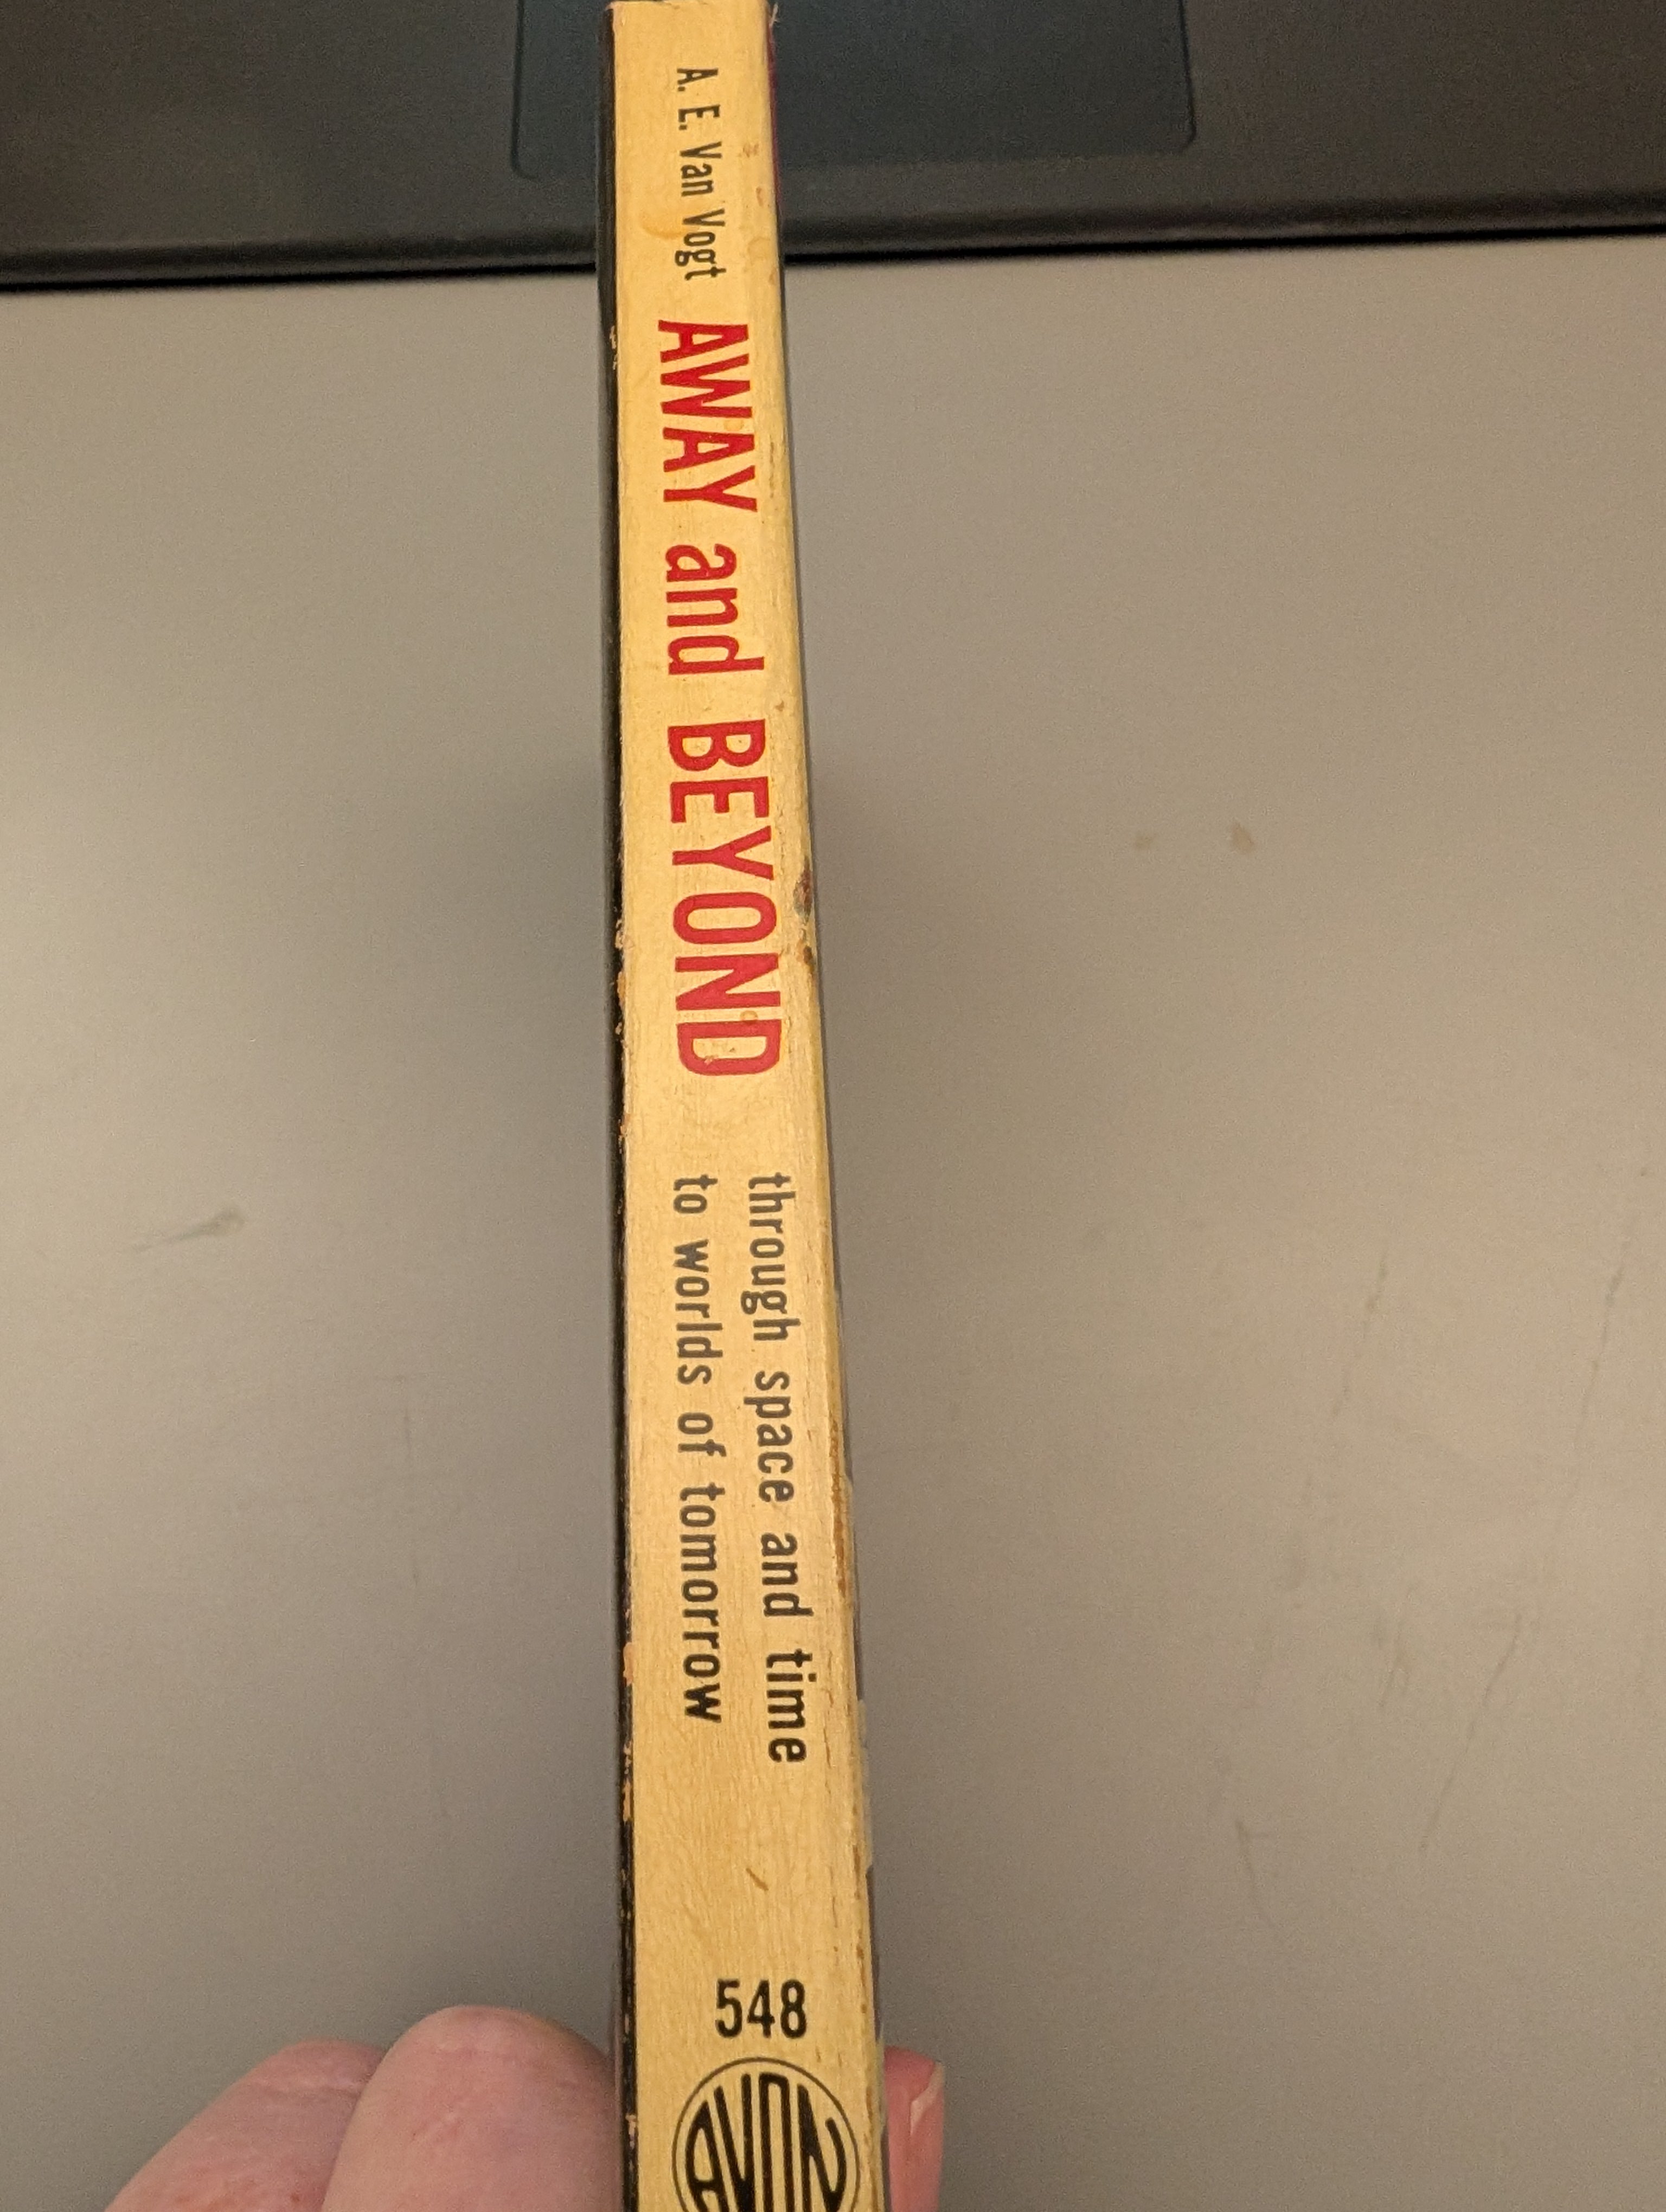 A. E. Van Vogt
AWAY and BEYOND
through space and time
to worlds of tomorrow
548
AVON